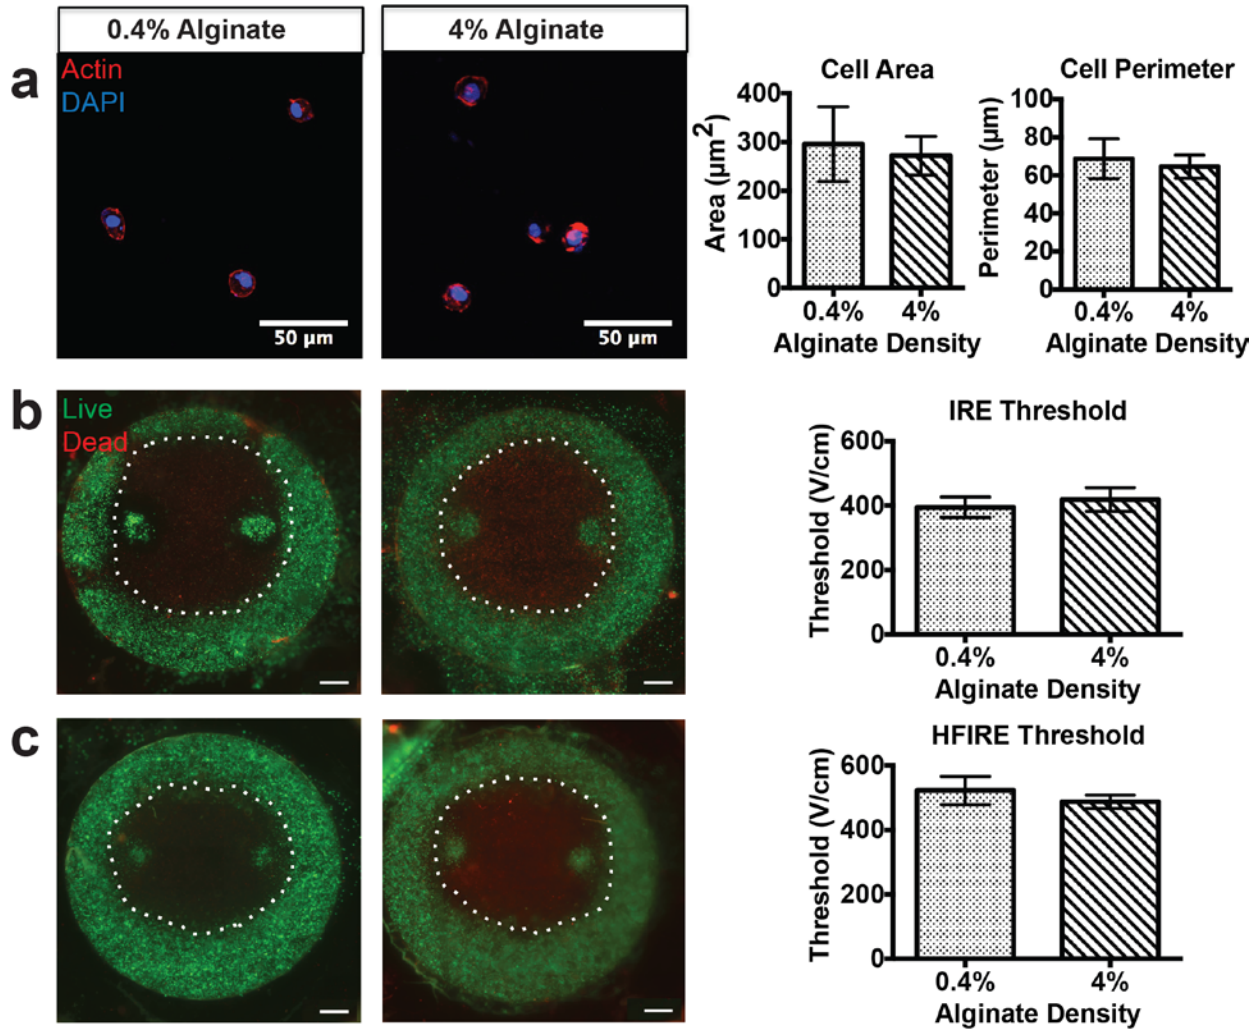 0.4% Alginate
4% Alginate
a
Actin
DAPI
50 µm
50 µm
Cell Area
Area (µm²)
400
300
200
100
0
0.4%
4%
Alginate Density
Cell Perimeter
Perimeter (µm)
100
80
60
40
20
0
0.4%
4%
Alginate Density
b
Live
Dead
IRE Threshold
Threshold (V/cm)
600
400
200
0
0.4%
4%
Alginate Density
c
HFIRE Threshold
Threshold (V/cm)
600
400
200
0
0.4%
4%
Alginate Density